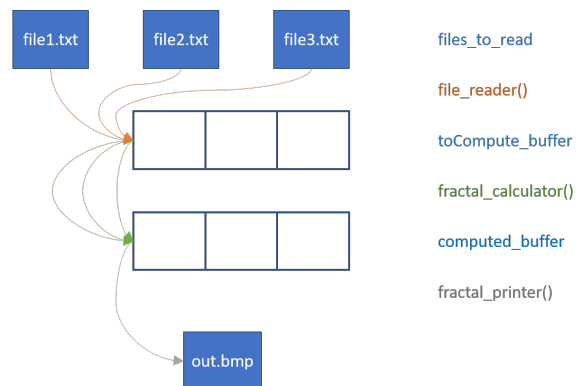 file1.txt
file2.txt
file3.txt
files_to_read
file_reader()
toCompute_buffer
fractal_calculator()
computed_buffer
fractal_printer()
out.bmp